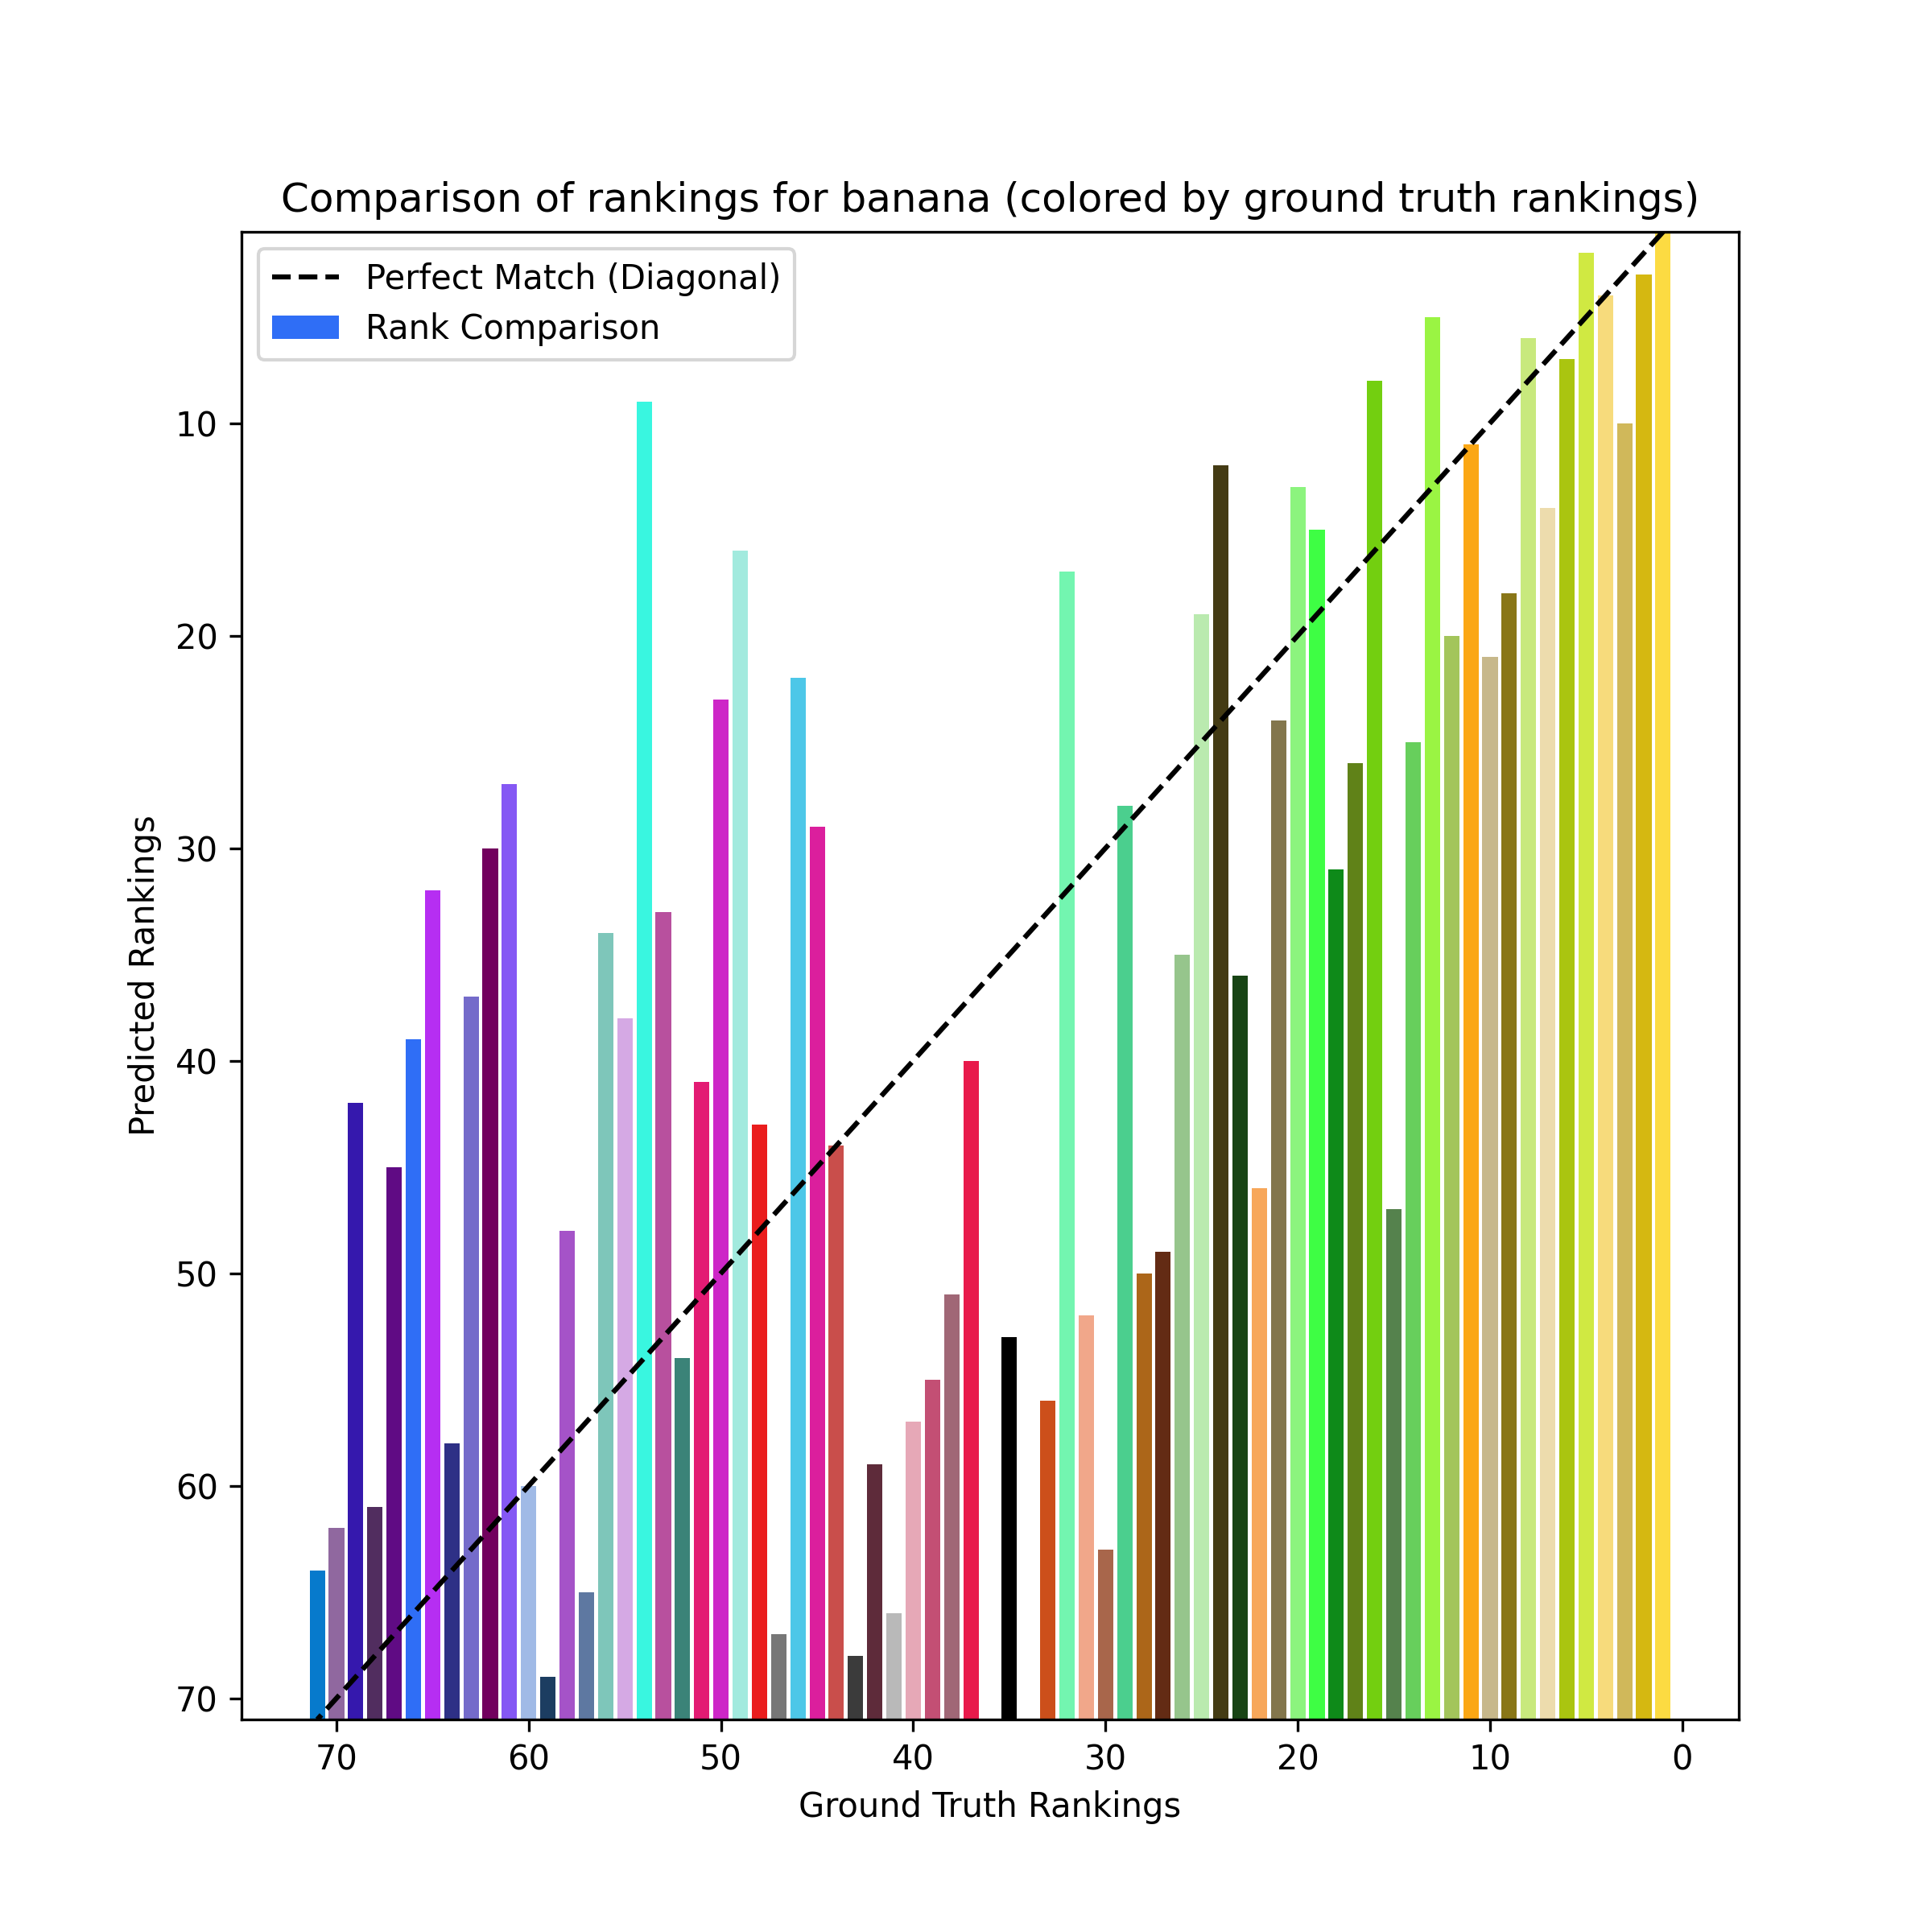 Comparison of rankings for banana (colored by ground truth rankings)
Perfect Match (Diagonal)
Rank Comparison
Predicted Rankings
10
20
30
40
50
60
70
70 60 50 40 30 20 10 0
Ground Truth Rankings